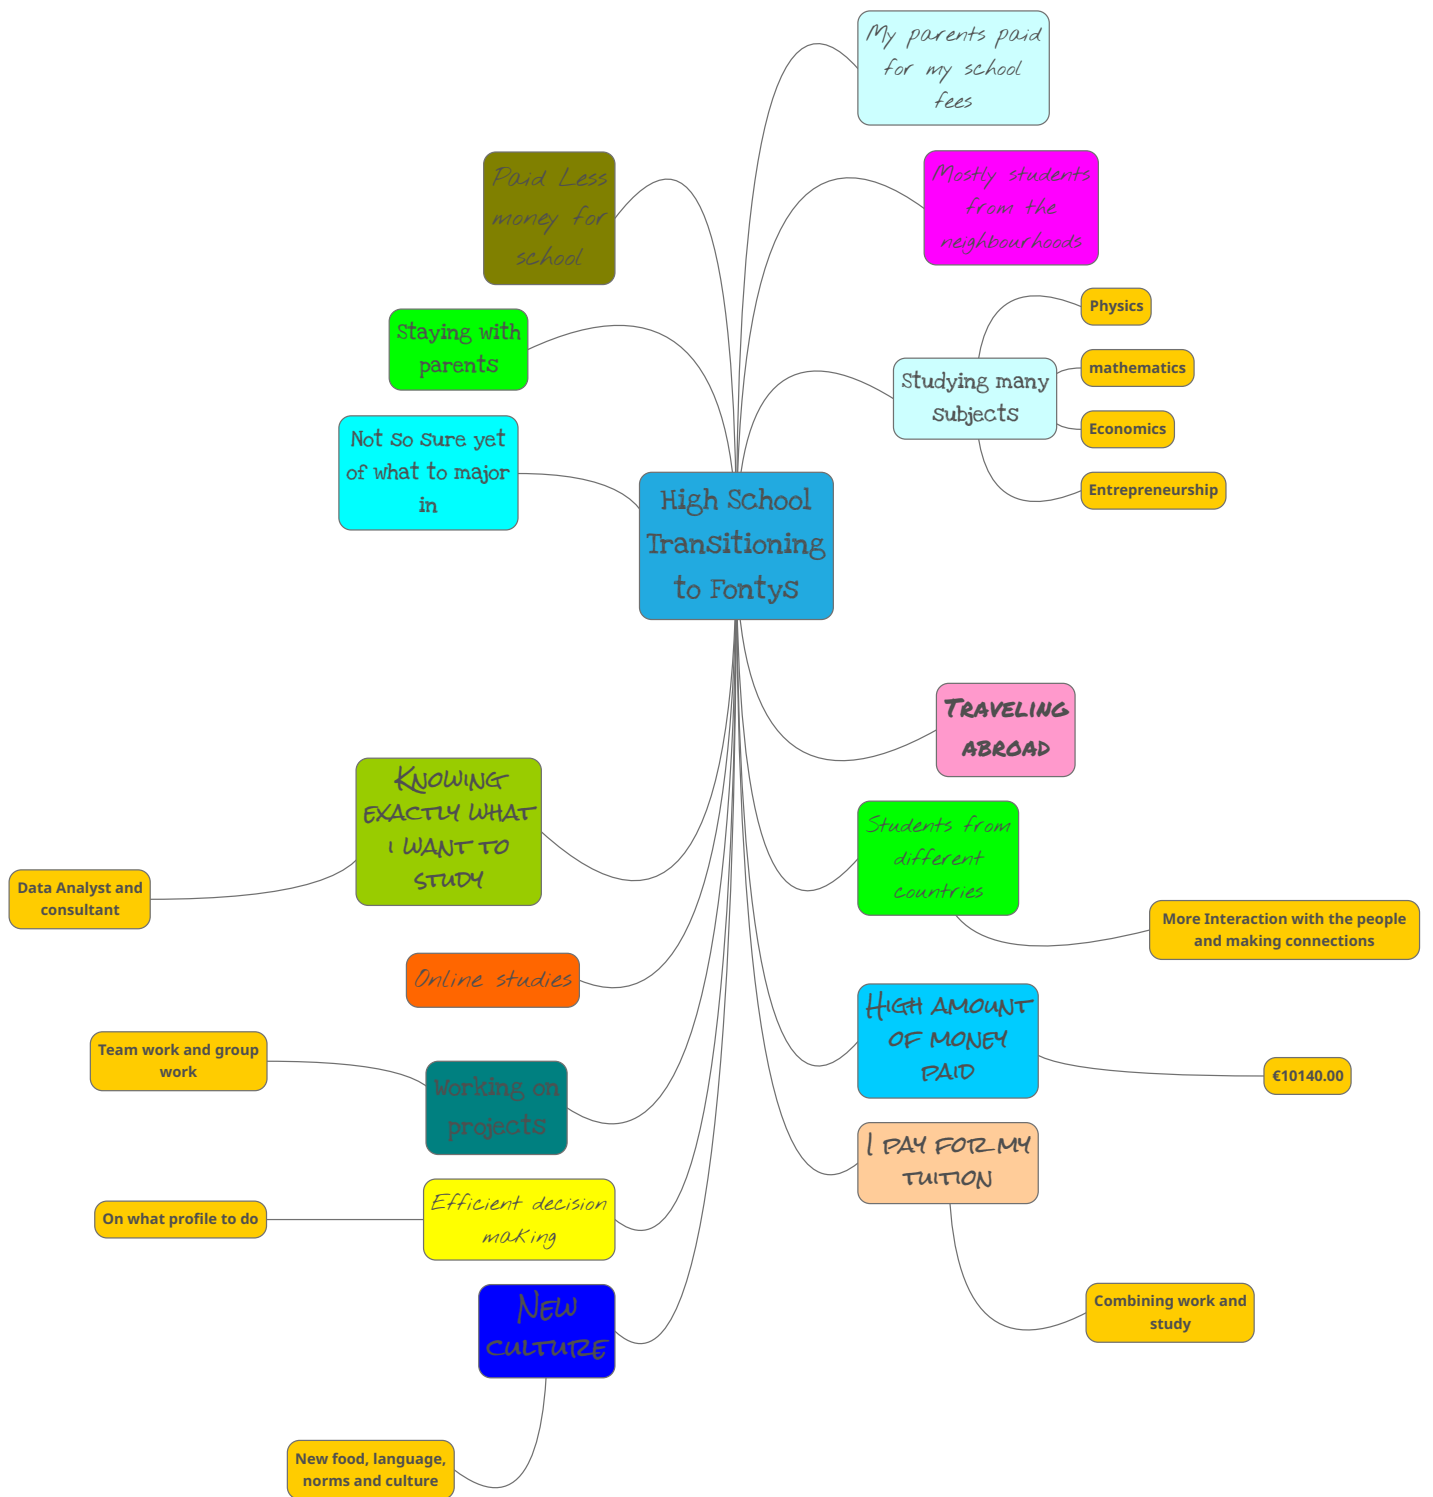 My parents paid
for my school
fees
Paid Less
money for
school
Mostly students
from the
neighbourhoods
Physics
Staying with
parents
mathematics
Studying many
subjects
Economics
Not so sure yet
of what to major
in
Entrepreneurship
High School
Transitioning
to Fontys
Traveling
abroad
Knowing
exactly what
i want to
study
Students from
different
countries
Data Analyst and
consultant
More Interaction with the people
and making connections
Online studies
High amount
of money
paid
Team work and group
work
€10140.00
Working on
projects
I pay for my
tuition
Efficient decision
making
On what profile to do
New
culture
Combining work and
study
New food, language,
norms and culture